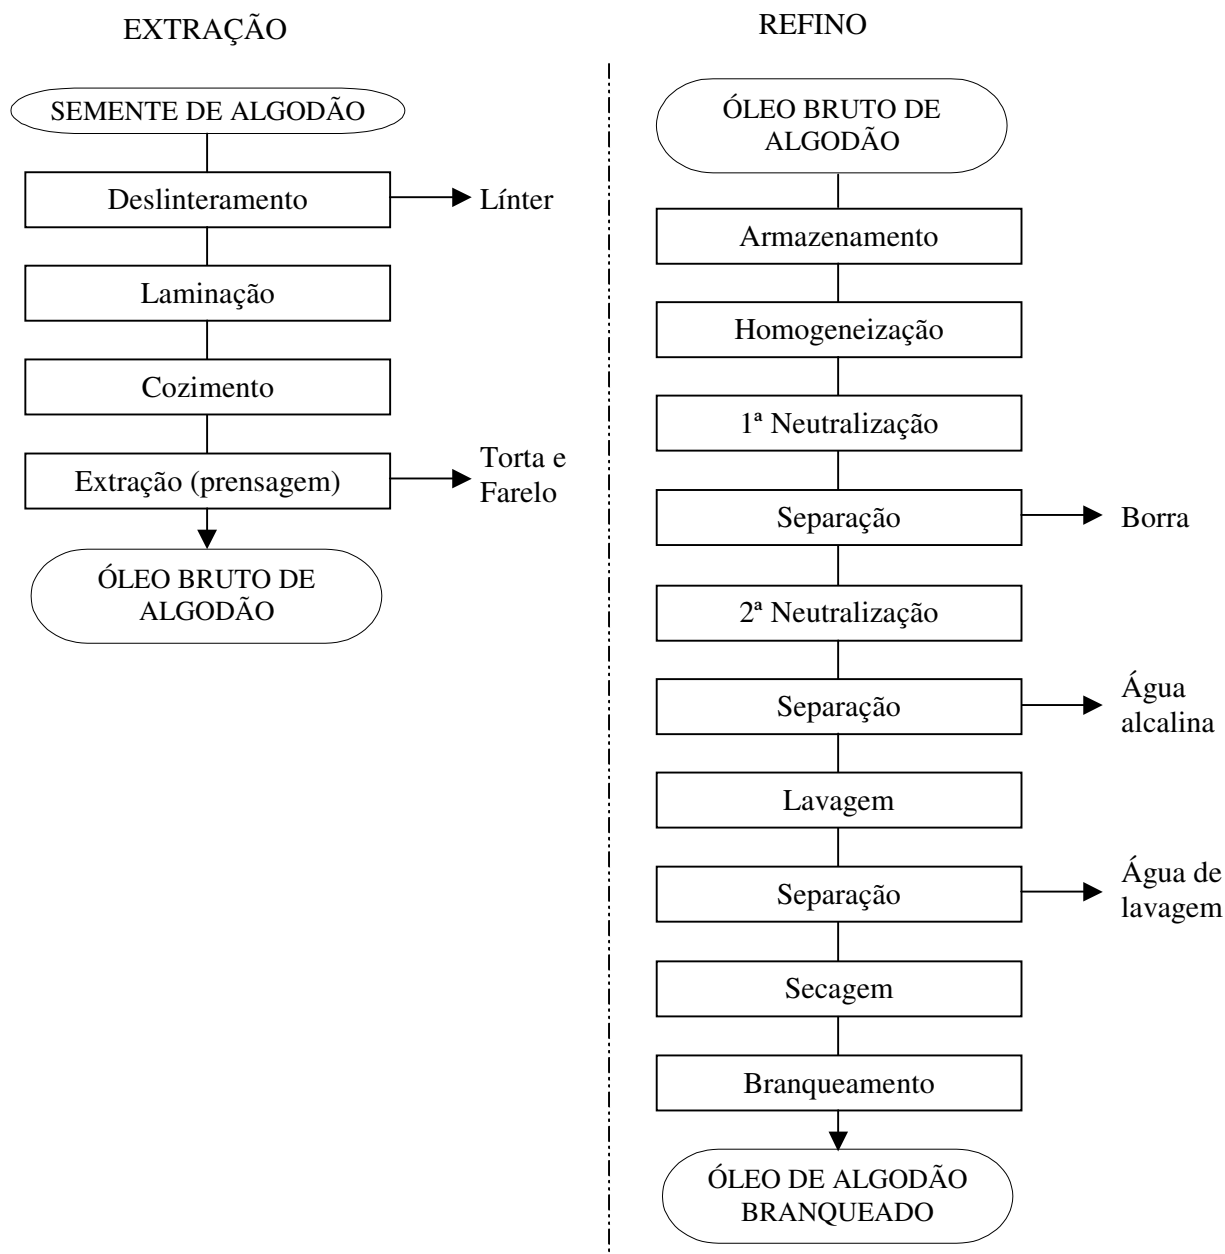 EXTRAÇÃO
SEMENTE DE ALGODÃO
Deslinteramento
Línter
Laminação
Cozimento
Extração (prensagem)
Torta e
Farelo
ÓLEO BRUTO DE
ALGODÃO
REFINO
ÓLEO BRUTO DE
ALGODÃO
Armazenamento
Homogeneização
1ª Neutralização
Separação
Borra
2ª Neutralização
Separação
Água
alcalina
Lavagem
Separação
Água de
lavagem
Secagem
Branqueamento
ÓLEO DE ALGODÃO
BRANQUEADO